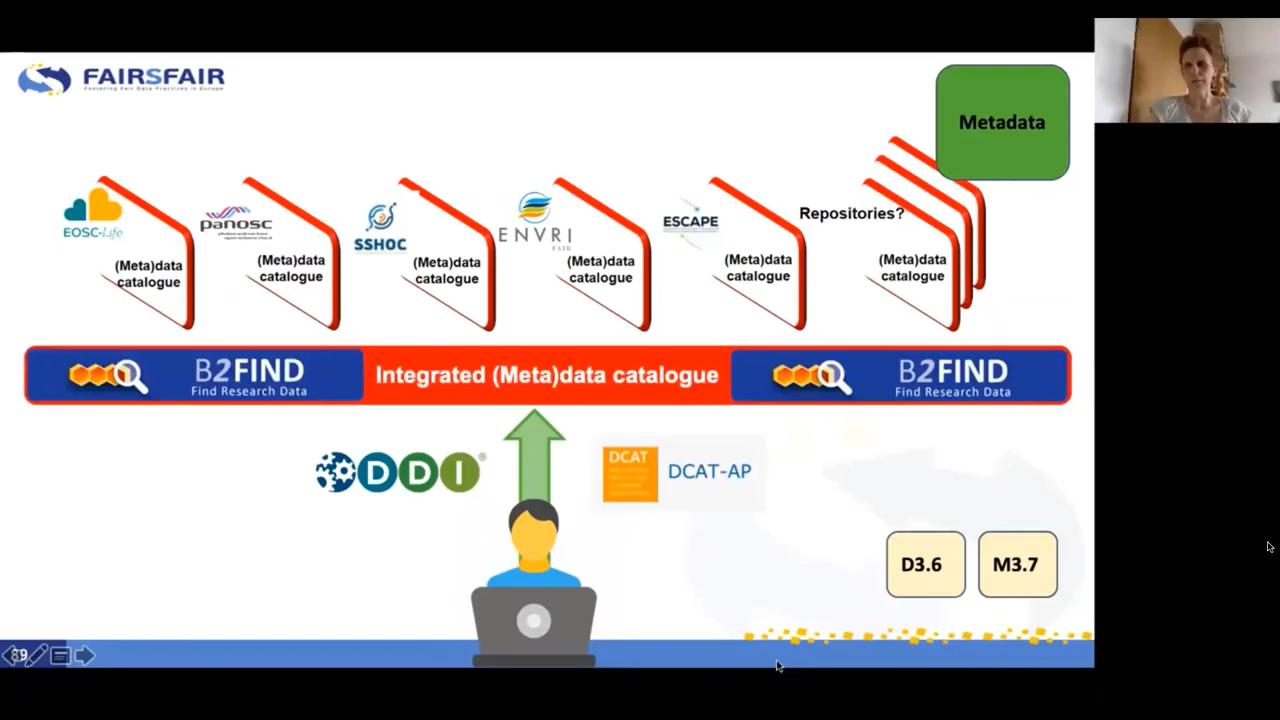 FAIRSFAIR
Fostering Fair Data Practices in Europe
Metadata
EOSC-Life
(Meta)data
catalogue
panosc
(Meta)data
catalogue
SSHOC
(Meta)data
catalogue
ENVRI
FAIR
(Meta)data
catalogue
ESCAPE
(Meta)data
catalogue
Repositories?
(Meta)data
catalogue
B2FIND
Find Research Data
Integrated (Meta)data catalogue
B2FIND
Find Research Data
DDI®
DCAT
DCAT-AP
D3.6
M3.7